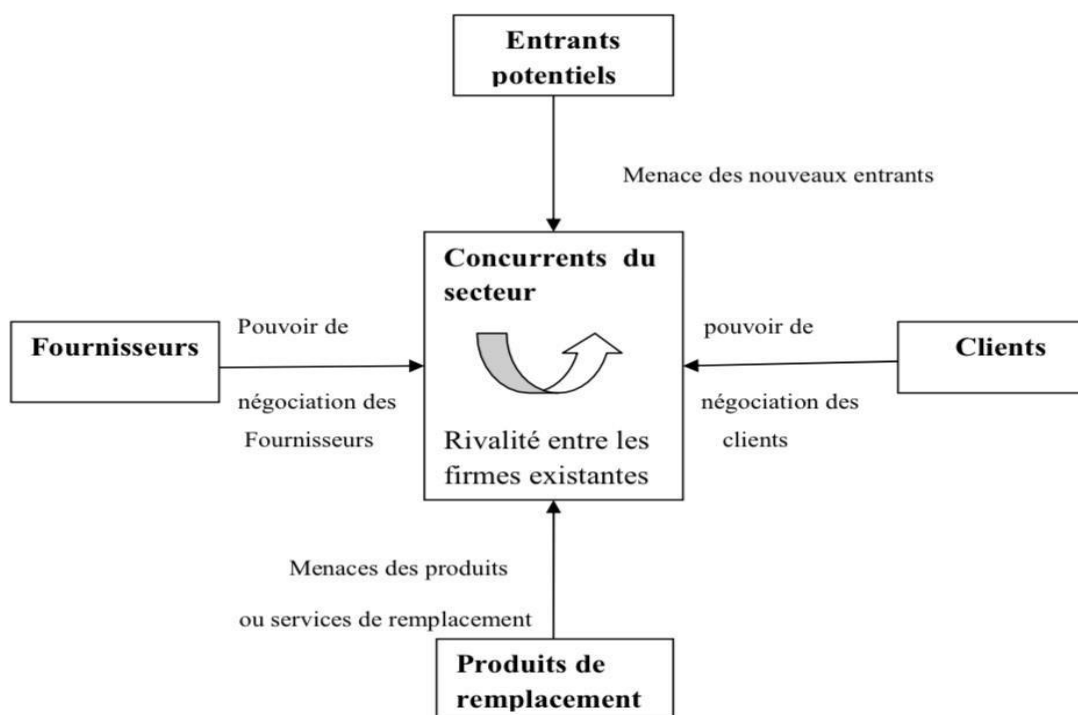 Entrants
potentiels
Menace des nouveaux entrants
Concurrents du
secteur
Fournisseurs
Pouvoir de
négociation des
Fournisseurs
pouvoir de
négociation des
clients
Clients
Rivalité entre les
firmes existantes
Menaces des produits
ou services de remplacement
Produits de
remplacement